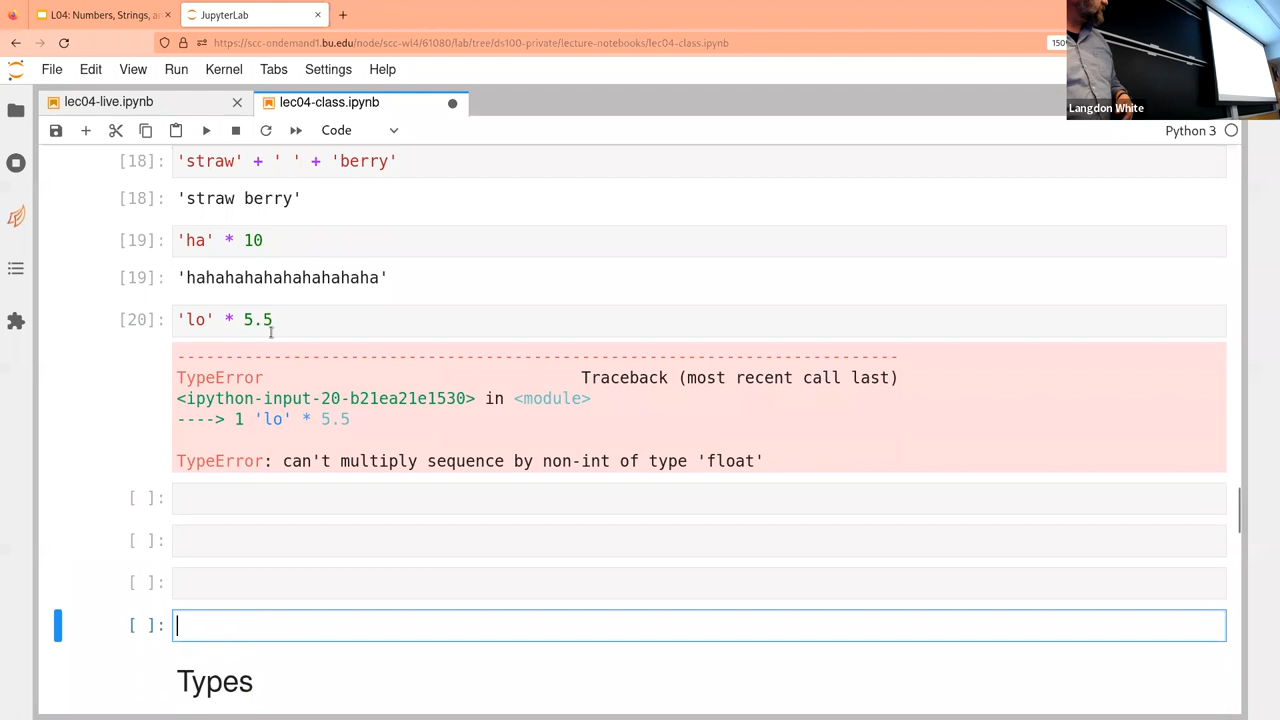 L04: Numbers, Strings, a
JupyterLab
https://scc-ondemand1.bu.edu/node/scc-wl4/61080/lab/tree/ds100-private/lecture-notebooks/lec04-class.ipynb
150
File Edit View Run Kernel Tabs Settings Help
Langdon White
lec04-live.ipynb
lec04-class.ipynb
Code
Python 3
[18]: 'straw' + ' ' + 'berry'
[18]: 'straw berry'
[19]: 'ha' * 10
[19]: 'hahahahahahahahahaha'
[20]: 'lo' * 5.5
---------------------------------------------------------------------------
TypeError Traceback (most recent call last)
<ipython-input-20-b21ea21e1530> in <module>
----> 1 'lo' * 5.5
TypeError: can't multiply sequence by non-int of type 'float'
[ ]:
[ ]:
[ ]:
[ ]:
Types